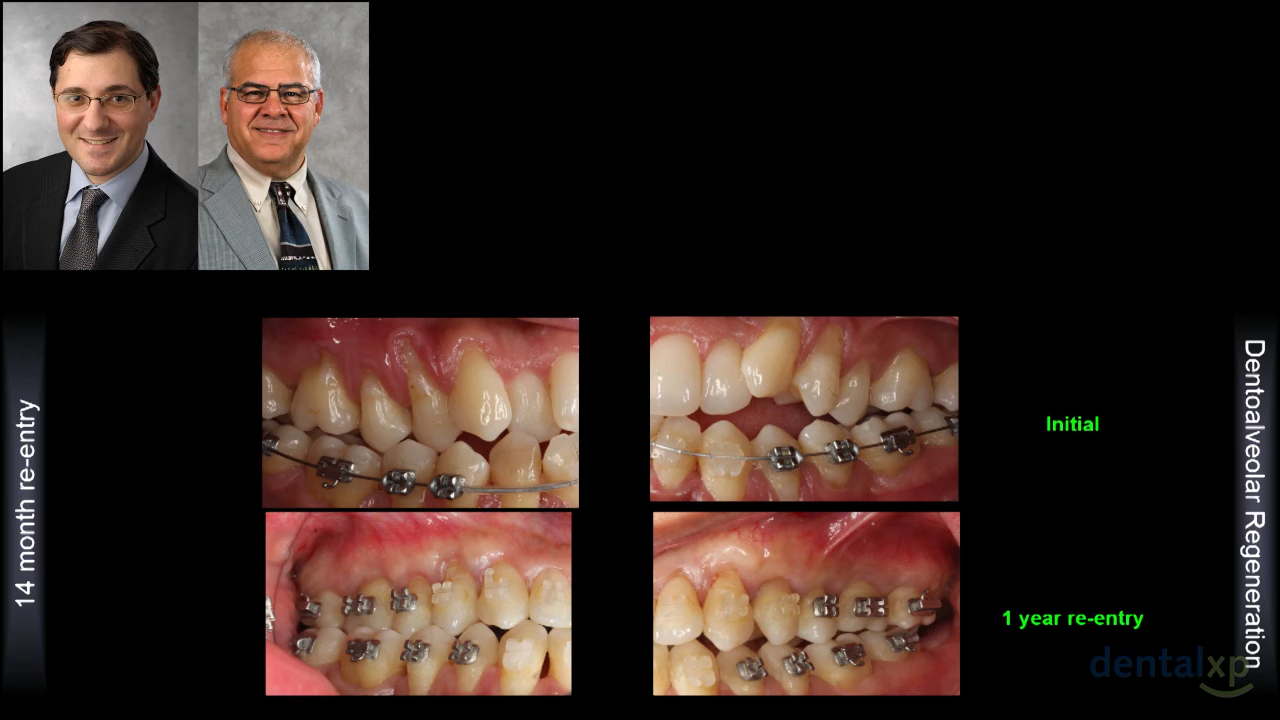 14 month re-entry
Initial
1 year re-entry
Dentoalveolar Regeneration
dentalxp